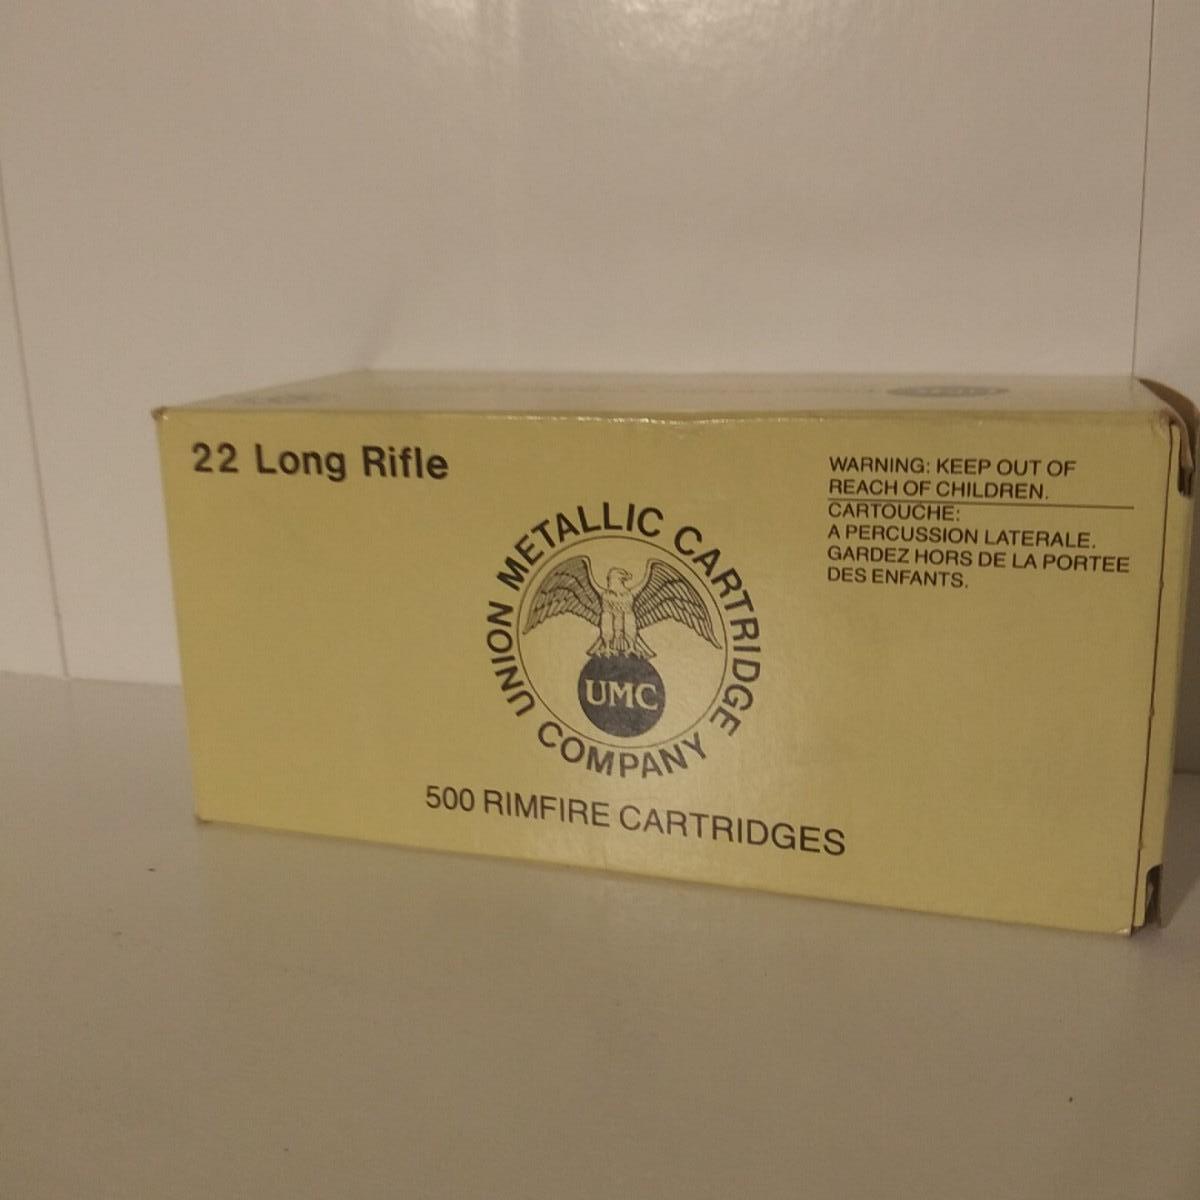 22 Long Rifle
WARNING: KEEP OUT OF
REACH OF CHILDREN.
CARTOUCHE:
A PERCUSSION LATERALE.
GARDEZ HORS DE LA PORTEE
DES ENFANTS.
UNION METALLIC CARTRIDGE
COMPANY
UMC
500 RIMFIRE CARTRIDGES